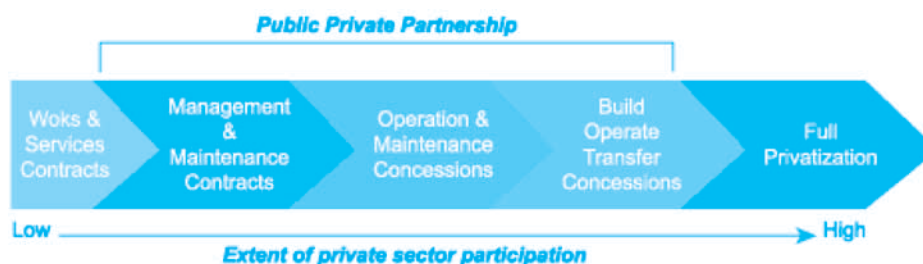 Public Private Partnership
Woks &
Services
Contracts
Management
&
Maintenance
Contracts
Operation &
Maintenance
Concessions
Build
Operate
Transfer
Concessions
Full
Privatization
Low
High
Extent of private sector participation